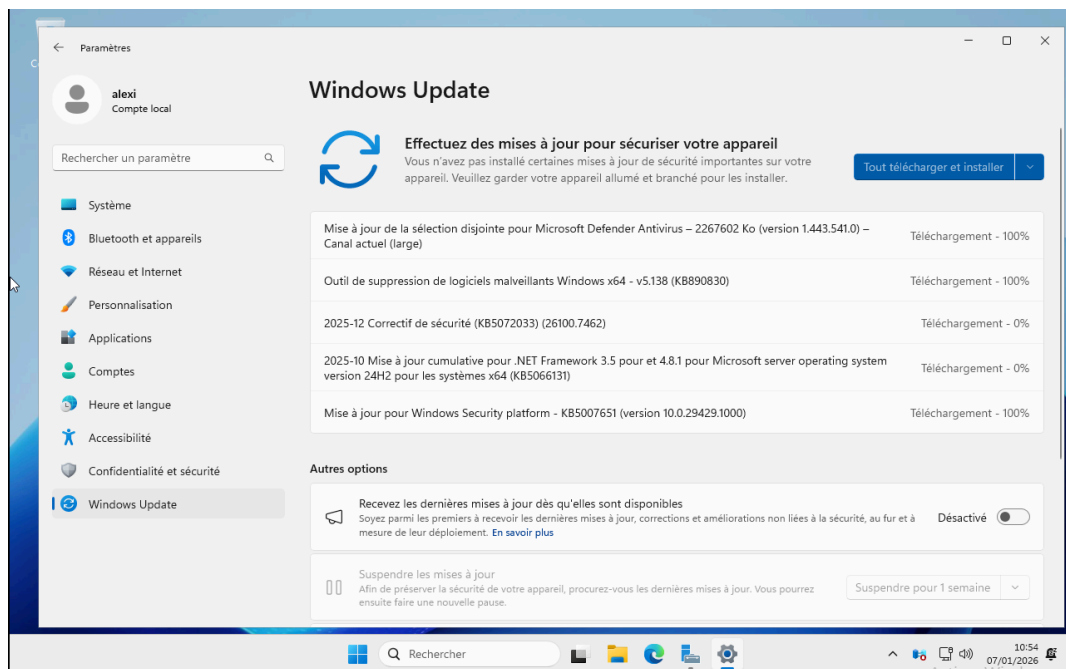 Paramètres
alexi
Compte local
Rechercher un paramètre
Système
Bluetooth et appareils
Réseau et Internet
Personnalisation
Applications
Comptes
Heure et langue
Accessibilité
Confidentialité et sécurité
Windows Update
Windows Update
Effectuez des mises à jour pour sécuriser votre appareil
Vous n'avez pas installé certaines mises à jour de sécurité importantes sur votre
appareil. Veuillez garder votre appareil allumé et branché pour les installer.
Tout télécharger et installer
Mise à jour de la sélection disjointe pour Microsoft Defender Antivirus – 2267602 Ko (version 1.443.541.0) –
Canal actuel (large)
Téléchargement - 100%
Outil de suppression de logiciels malveillants Windows x64 - v5.138 (KB890830)
Téléchargement - 100%
2025-12 Correctif de sécurité (KB5072033) (26100.7462)
Téléchargement - 0%
2025-10 Mise à jour cumulative pour .NET Framework 3.5 pour et 4.8.1 pour Microsoft server operating system
version 24H2 pour les systèmes x64 (KB5066131)
Téléchargement - 0%
Mise à jour pour Windows Security platform - KB5007651 (version 10.0.29429.1000)
Téléchargement - 100%
Autres options
Recevez les dernières mises à jour dès qu'elles sont disponibles
Soyez parmi les premiers à recevoir les dernières mises à jour, corrections et améliorations non liées à la sécurité, au fur et à
mesure de leur déploiement. En savoir plus
Désactivé
Suspendre les mises à jour
Afin de préserver la sécurité de votre appareil, procurez-vous les dernières mises à jour. Vous pourrez
ensuite faire une nouvelle pause.
Suspendre pour 1 semaine
Rechercher
10:54
07/01/2026